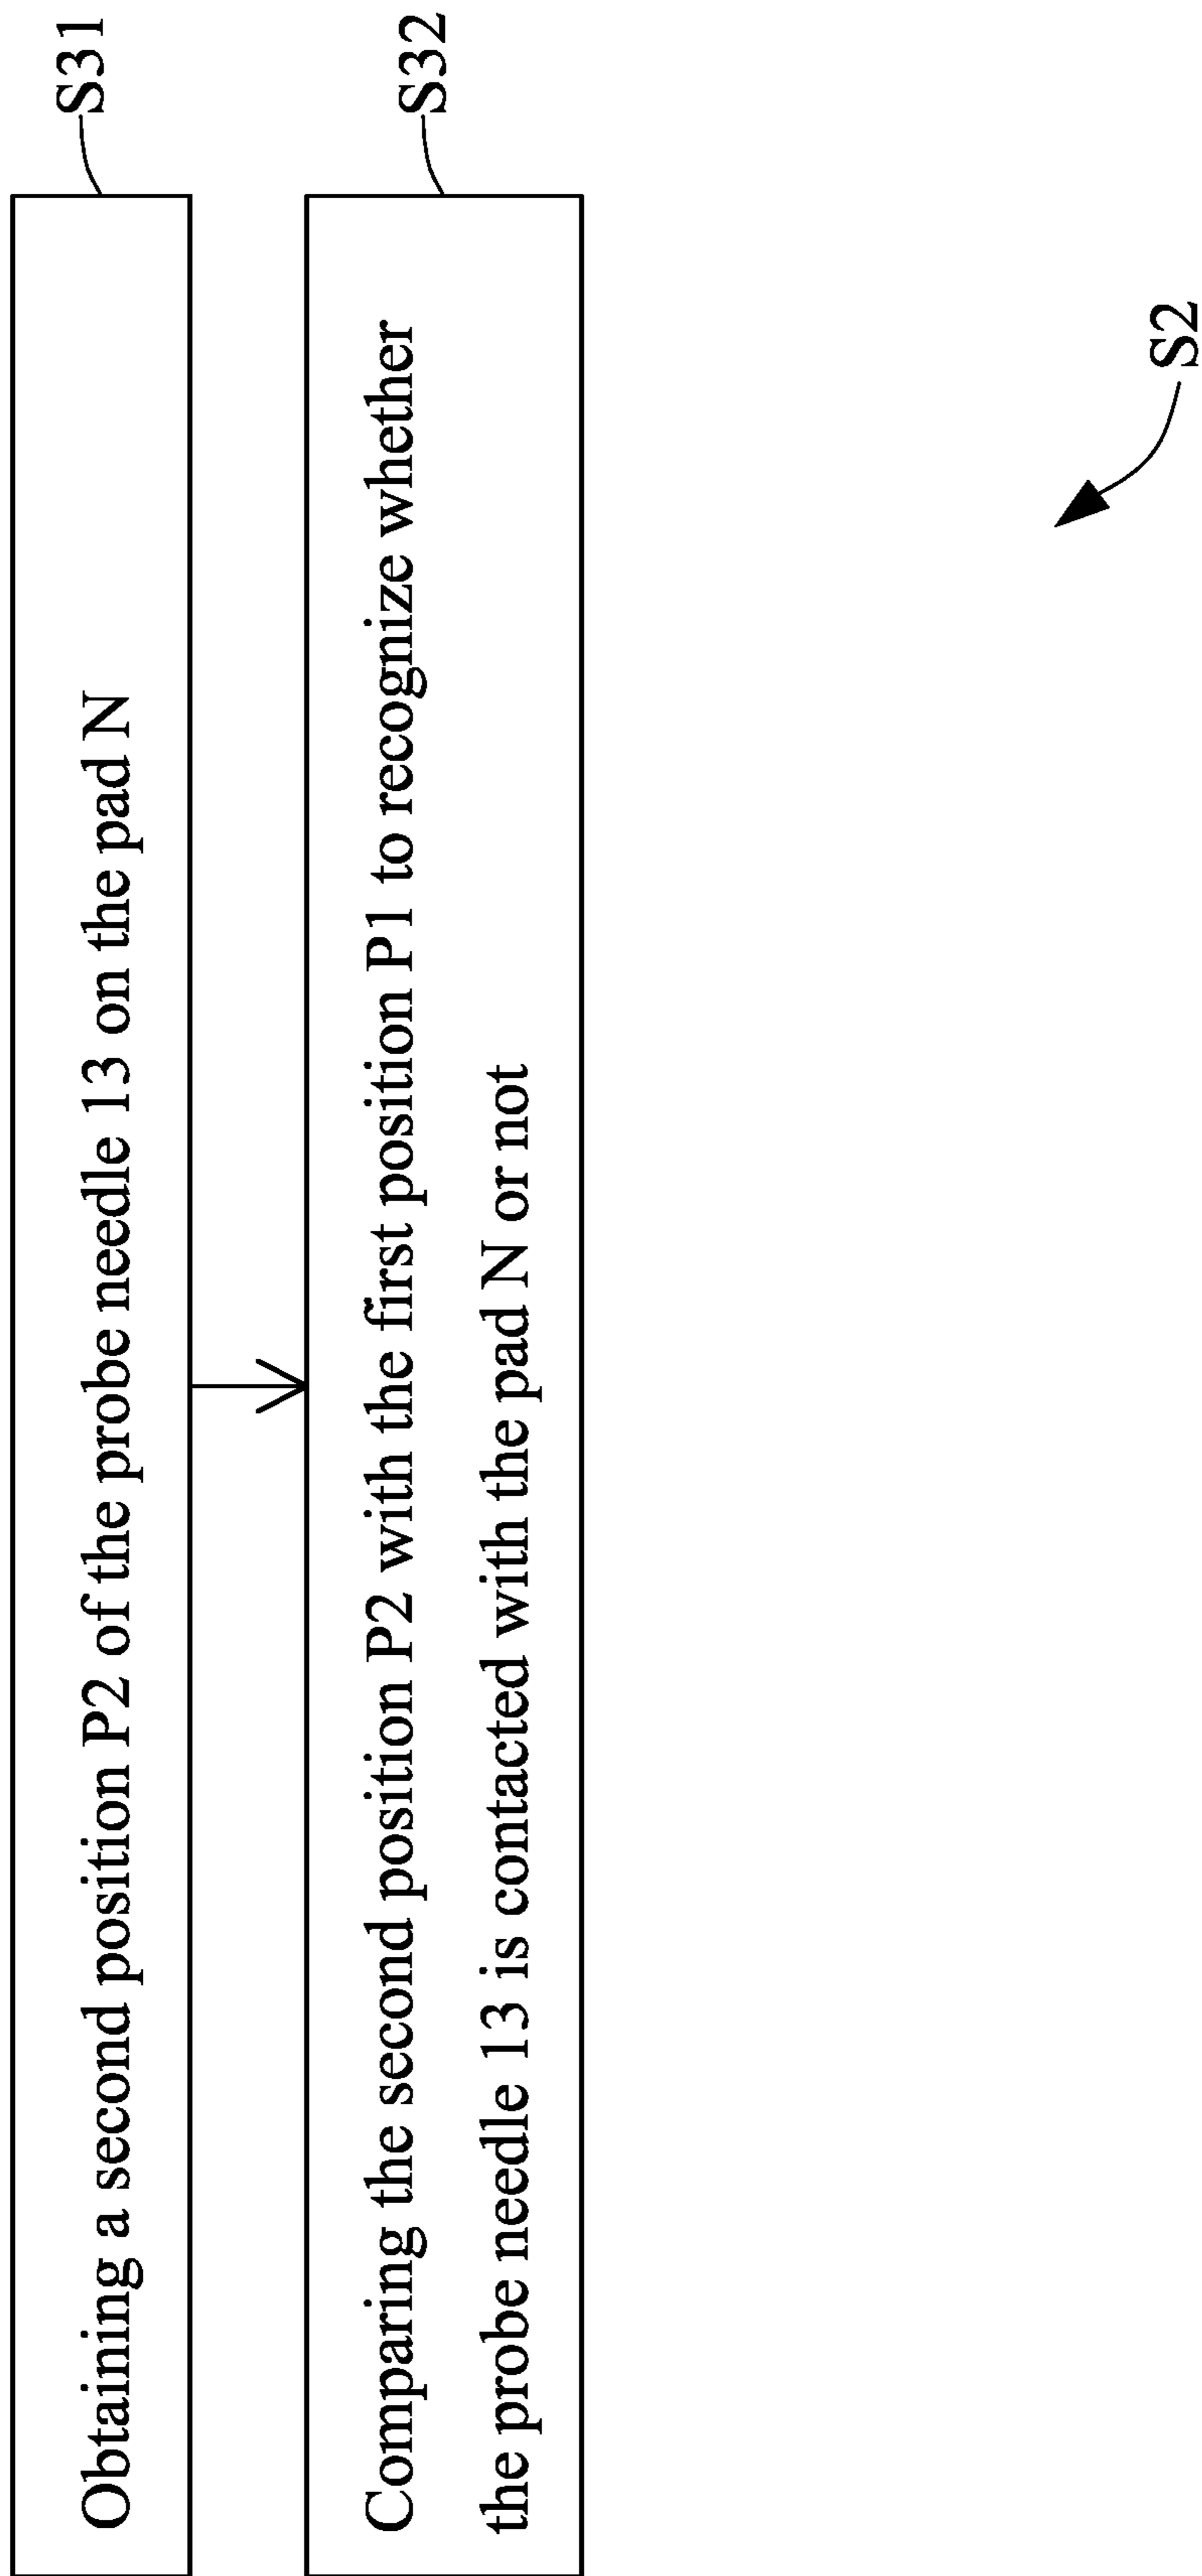 Obtaining a second position P2 of the probe needle 13 on the pad N
S31
Comparing the second position P2 with the first position P1 to recognize whether
the probe needle 13 is contacted with the pad N or not
S32
S2